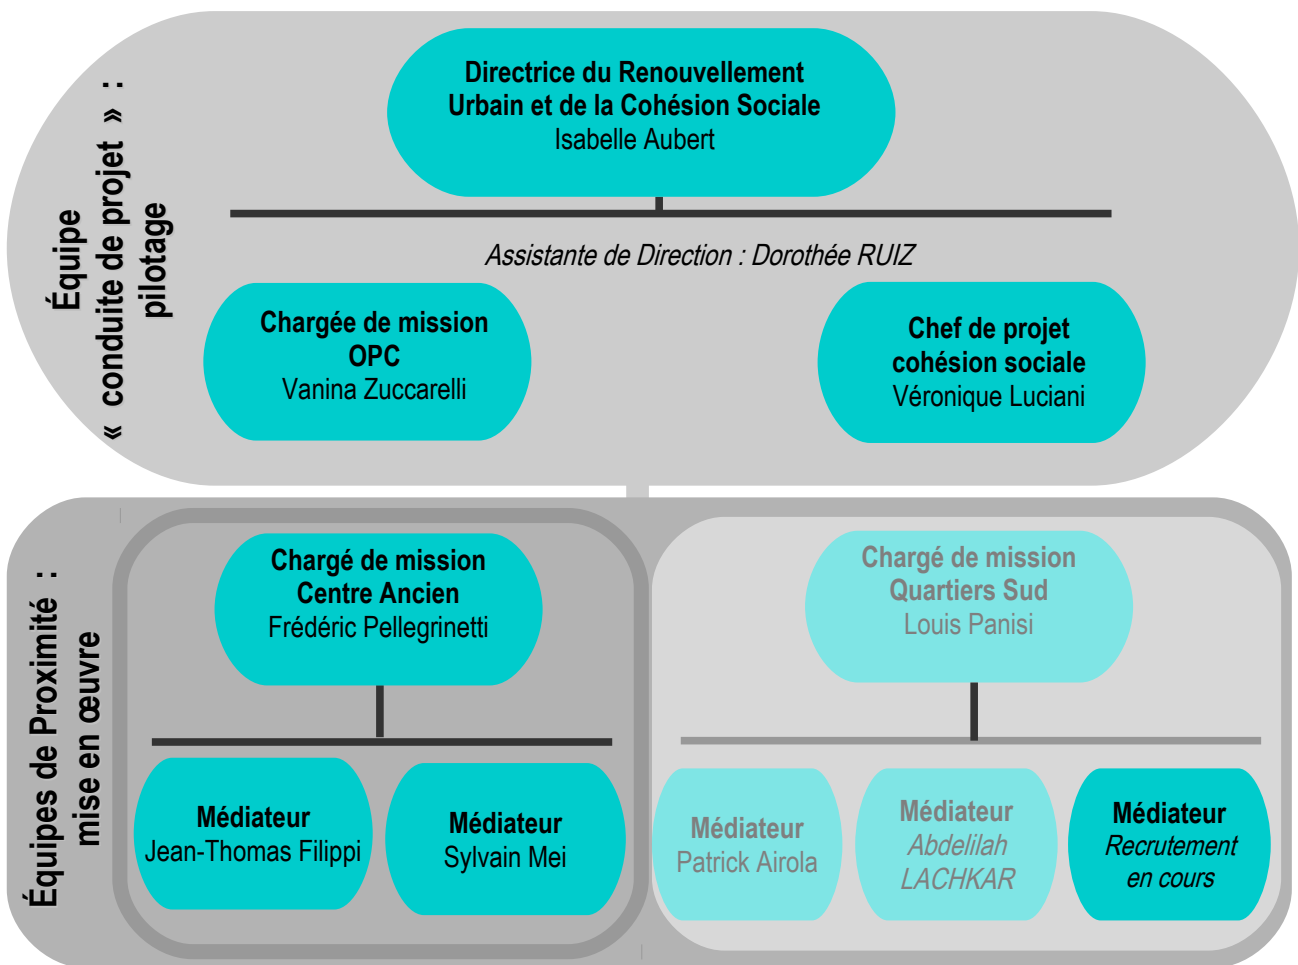 Équipe
« conduite de projet » :
pilotage
Directrice du Renouvellement
Urbain et de la Cohésion Sociale
Isabelle Aubert
Assistante de Direction : Dorothée RUIZ
Chargée de mission
OPC
Vanina Zuccarelli
Chef de projet
cohésion sociale
Véronique Luciani
Équipes de Proximité :
mise en œuvre
Chargé de mission
Centre Ancien
Frédéric Pellegrinetti
Médiateur
Jean-Thomas Filippi
Médiateur
Sylvain Mei
Chargé de mission
Quartiers Sud
Louis Panisi
Médiateur
Patrick Airola
Médiateur
Abdelilah
LACHKAR
Médiateur
Recrutement
en cours